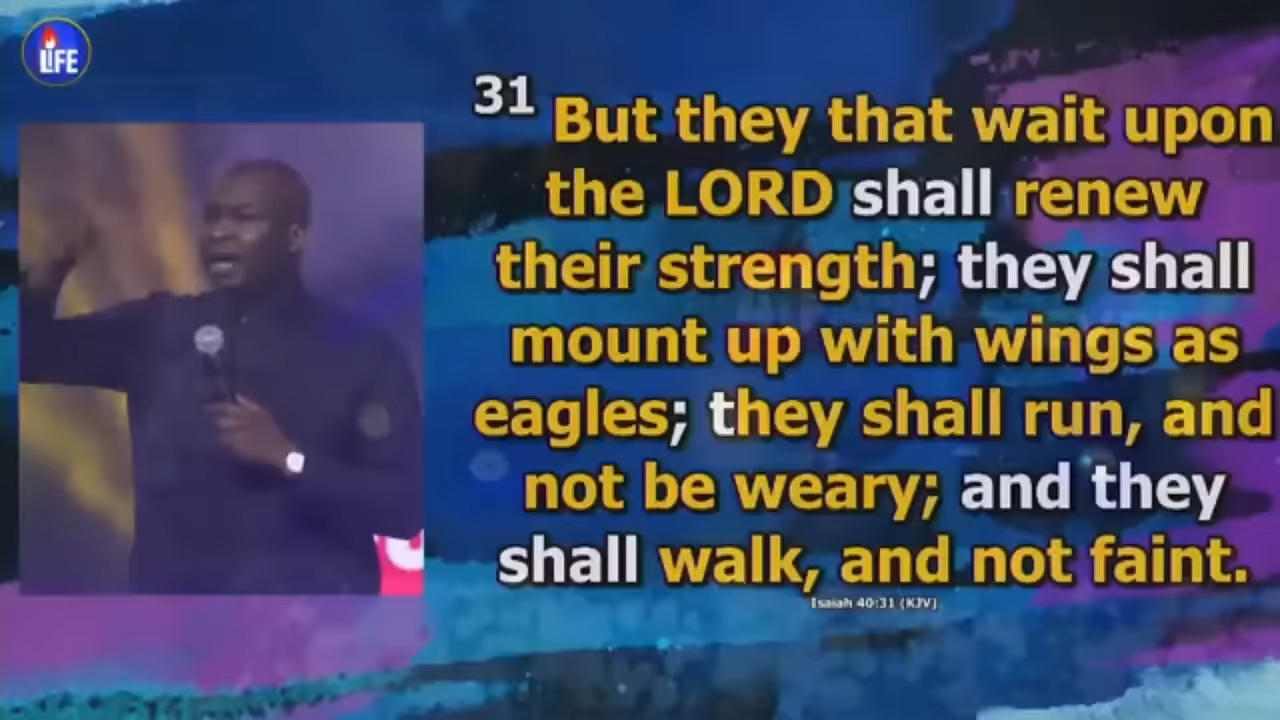 LIFE
31 But they that wait upon
the LORD shall renew
their strength; they shall
mount up with wings as
eagles; they shall run, and
not be weary; and they
shall walk, and not faint.
Isaiah 40:31 (KJV)